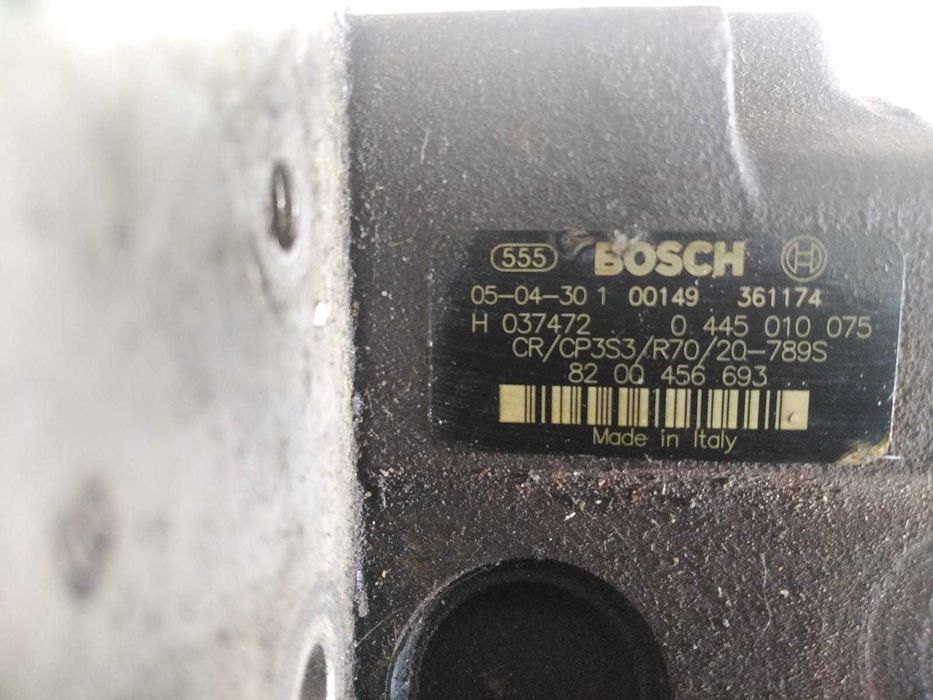 555 BOSCH H
05-04-30 1 00149 361174
H 037472 0 445 010 075
CR/CP3S3/R70/20-789S
82 00 456 693
Made in Italy